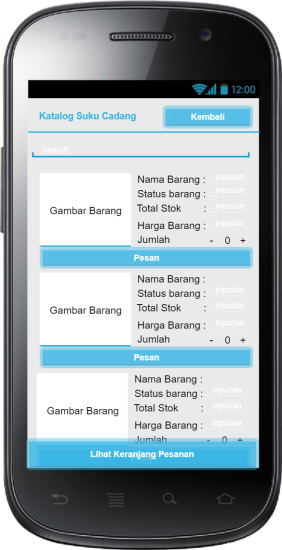 12:00
Katalog Suku Cadang Kembali
Search
Nama Barang : Inputan
Status barang : Inputan
Total Stok : Inputan
Gambar Barang
Harga Barang : Inputan
Jumlah - 0 +
Pesan
Nama Barang :
Status barang : Inputan
Total Stok : Inputan
Gambar Barang
Harga Barang : Inputan
Jumlah - 0 +
Pesan
Nama Barang :
Status barang : Inputan
Total Stok : Inputan
Gambar Barang
Harga Barang : Inputan
Jumlah - 0 +
Lihat Keranjang Pesanan